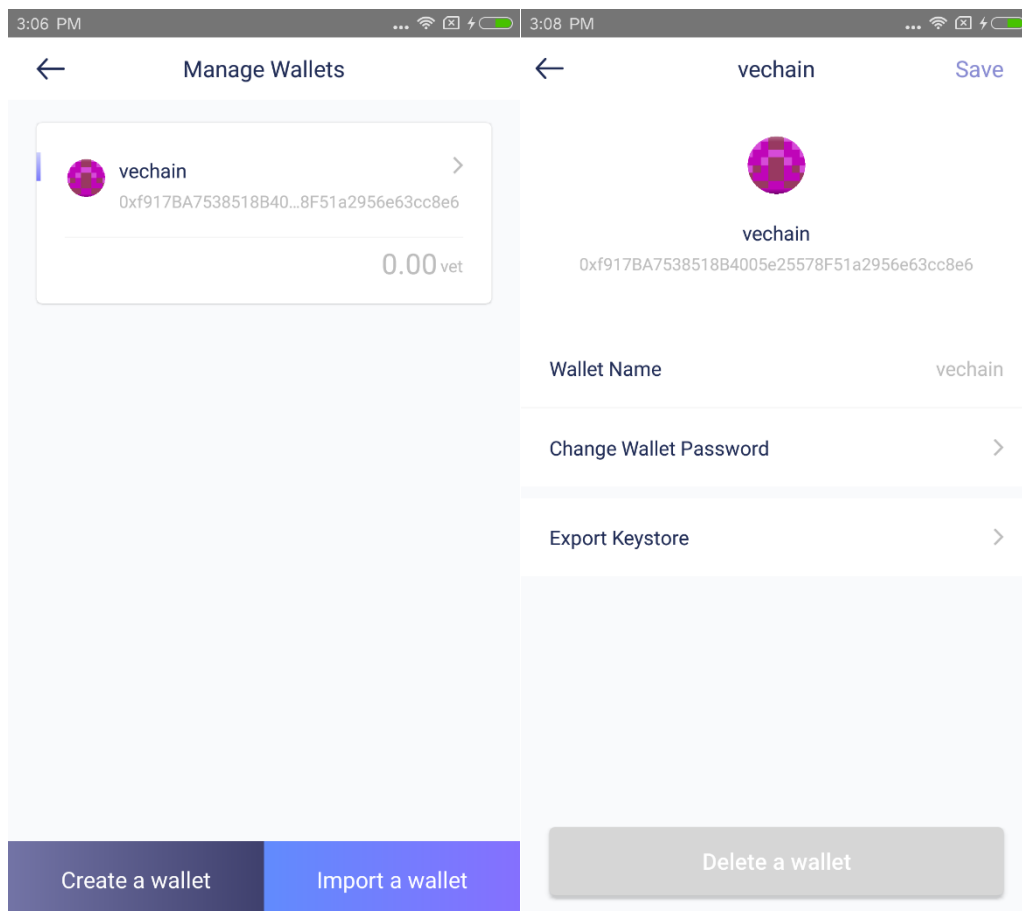 3:06 PM
Manage Wallets
vechain
0xf917BA7538518B40...8F51a2956e63cc8e6
0.00 vet
Create a wallet
Import a wallet
3:08 PM
vechain
Save
vechain
0xf917BA7538518B4005e25578F51a2956e63cc8e6
Wallet Name
vechain
Change Wallet Password
Export Keystore
Delete a wallet